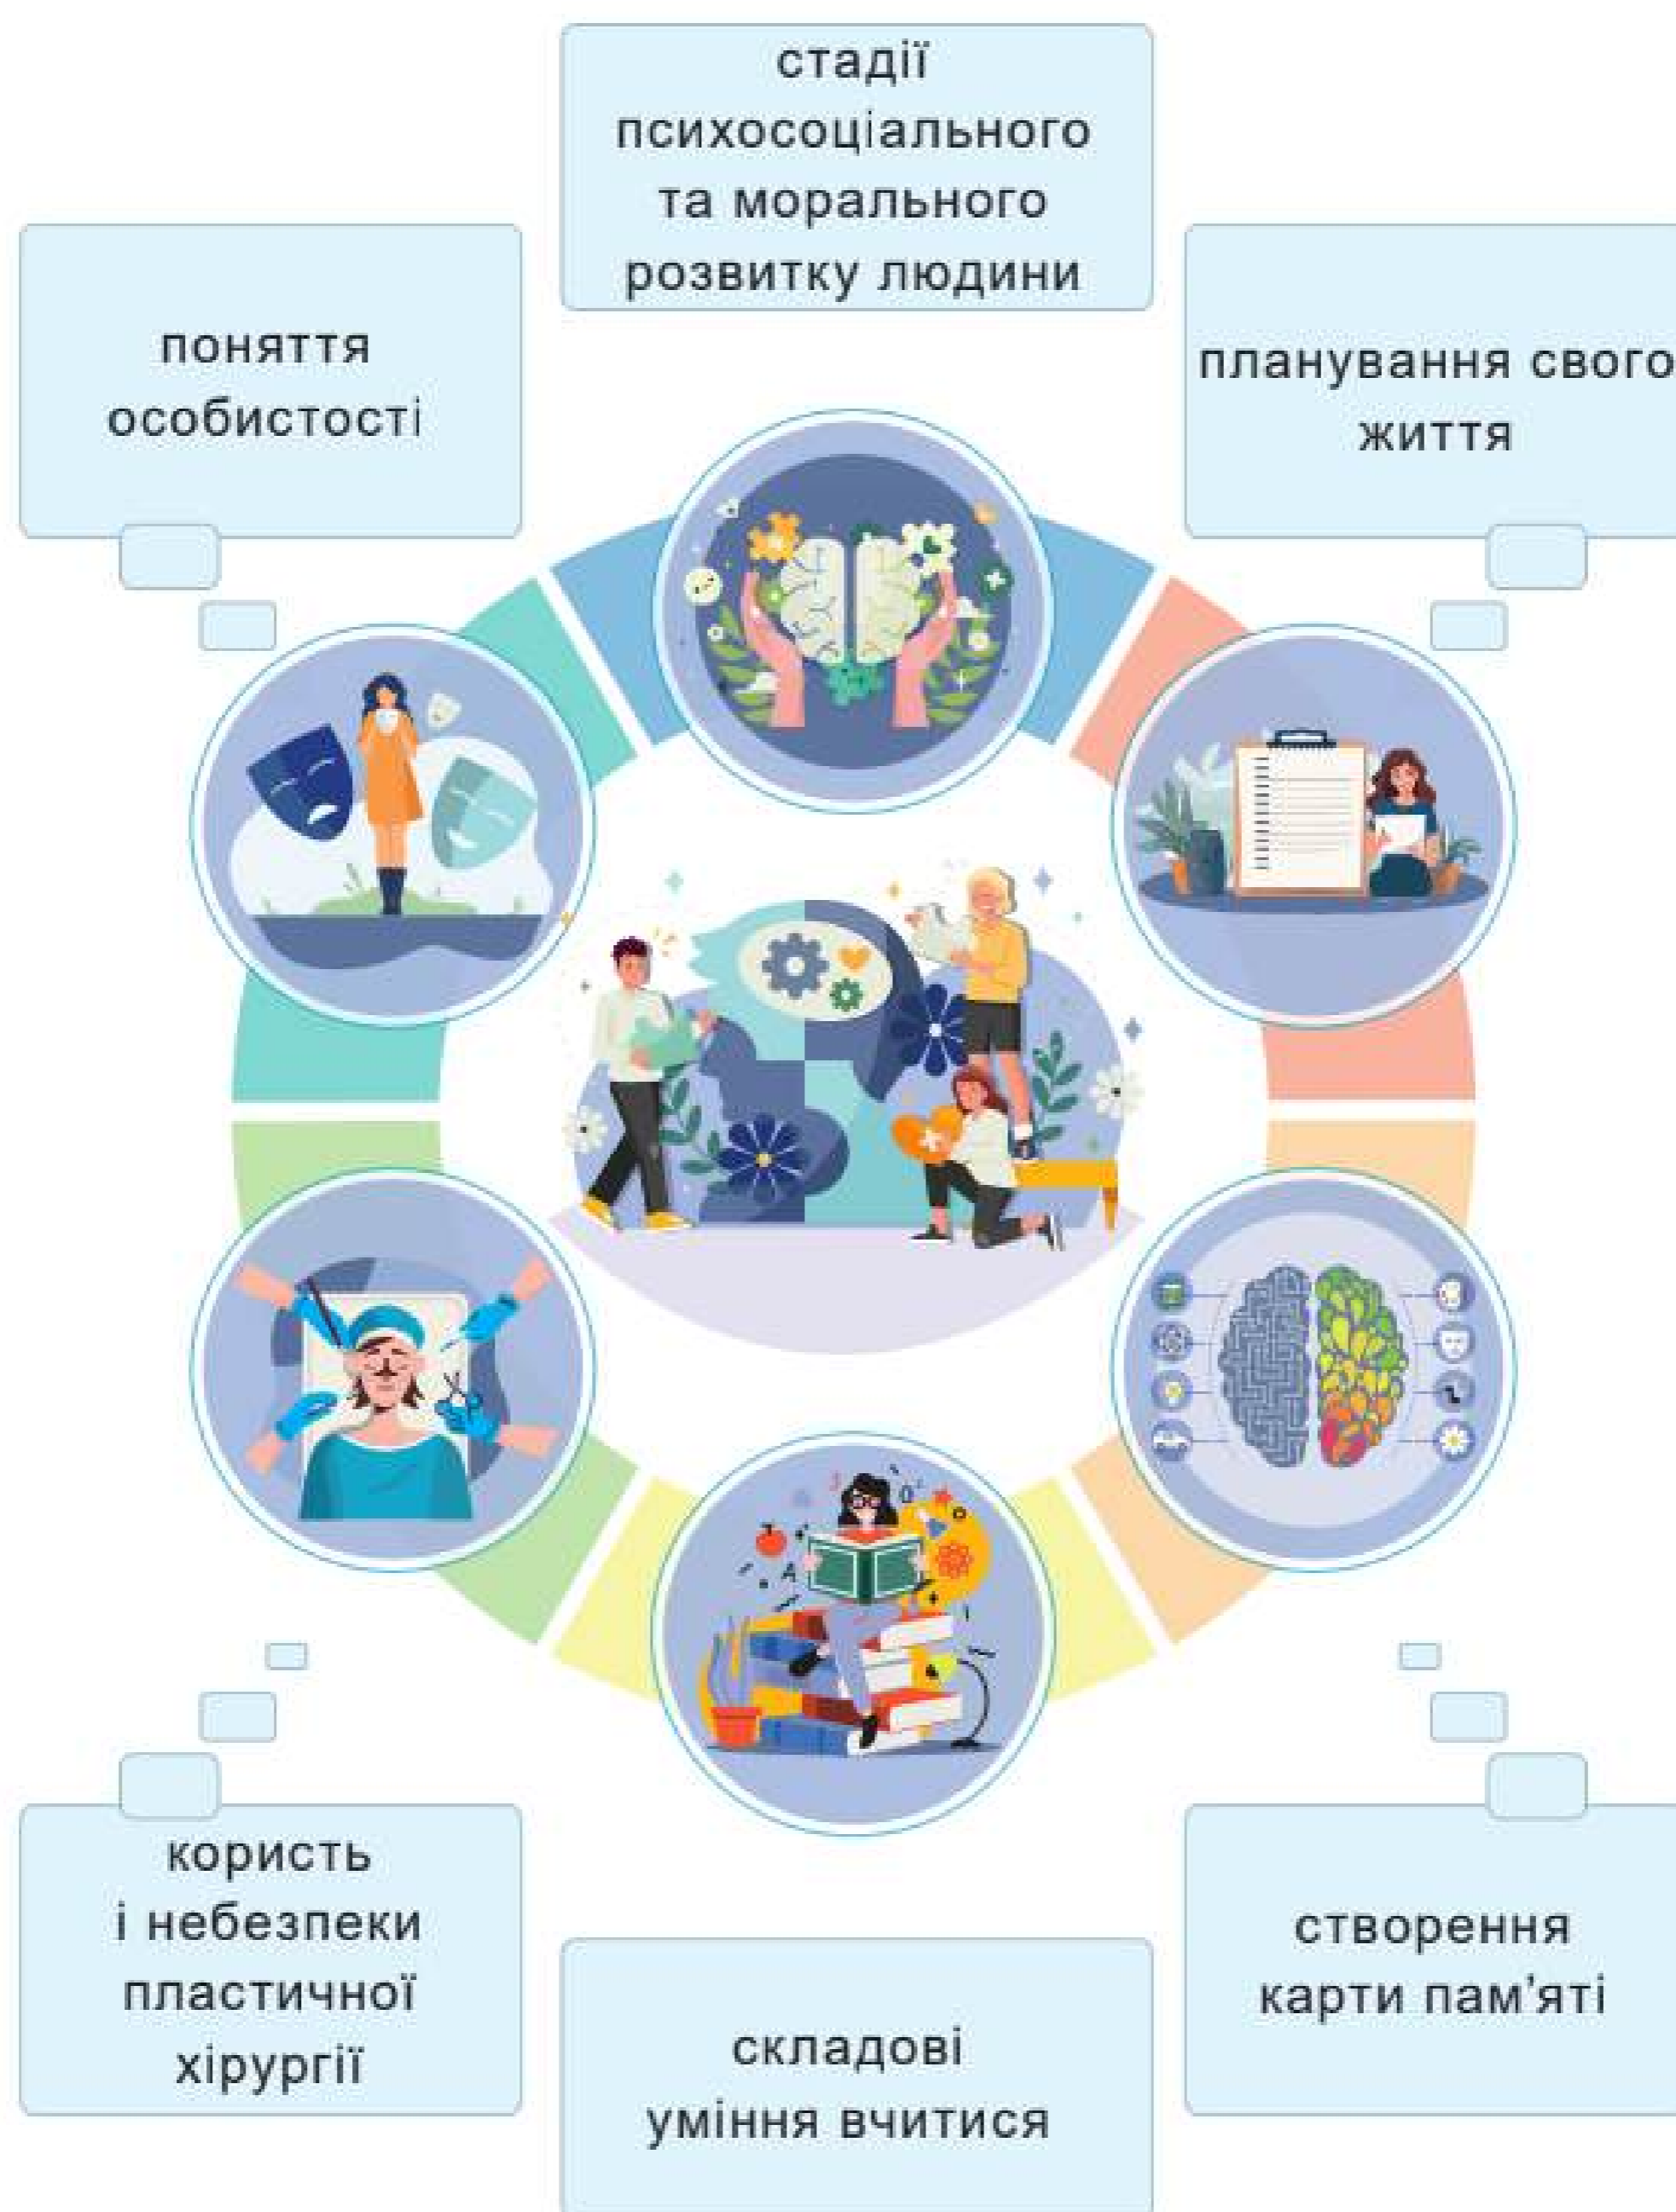 стадії
психосоціального
та морального
розвитку людини
поняття
особистості
планування свого
життя
користь
і небезпеки
пластичної
хірургії
складові
уміння вчитися
створення
карти пам'яті